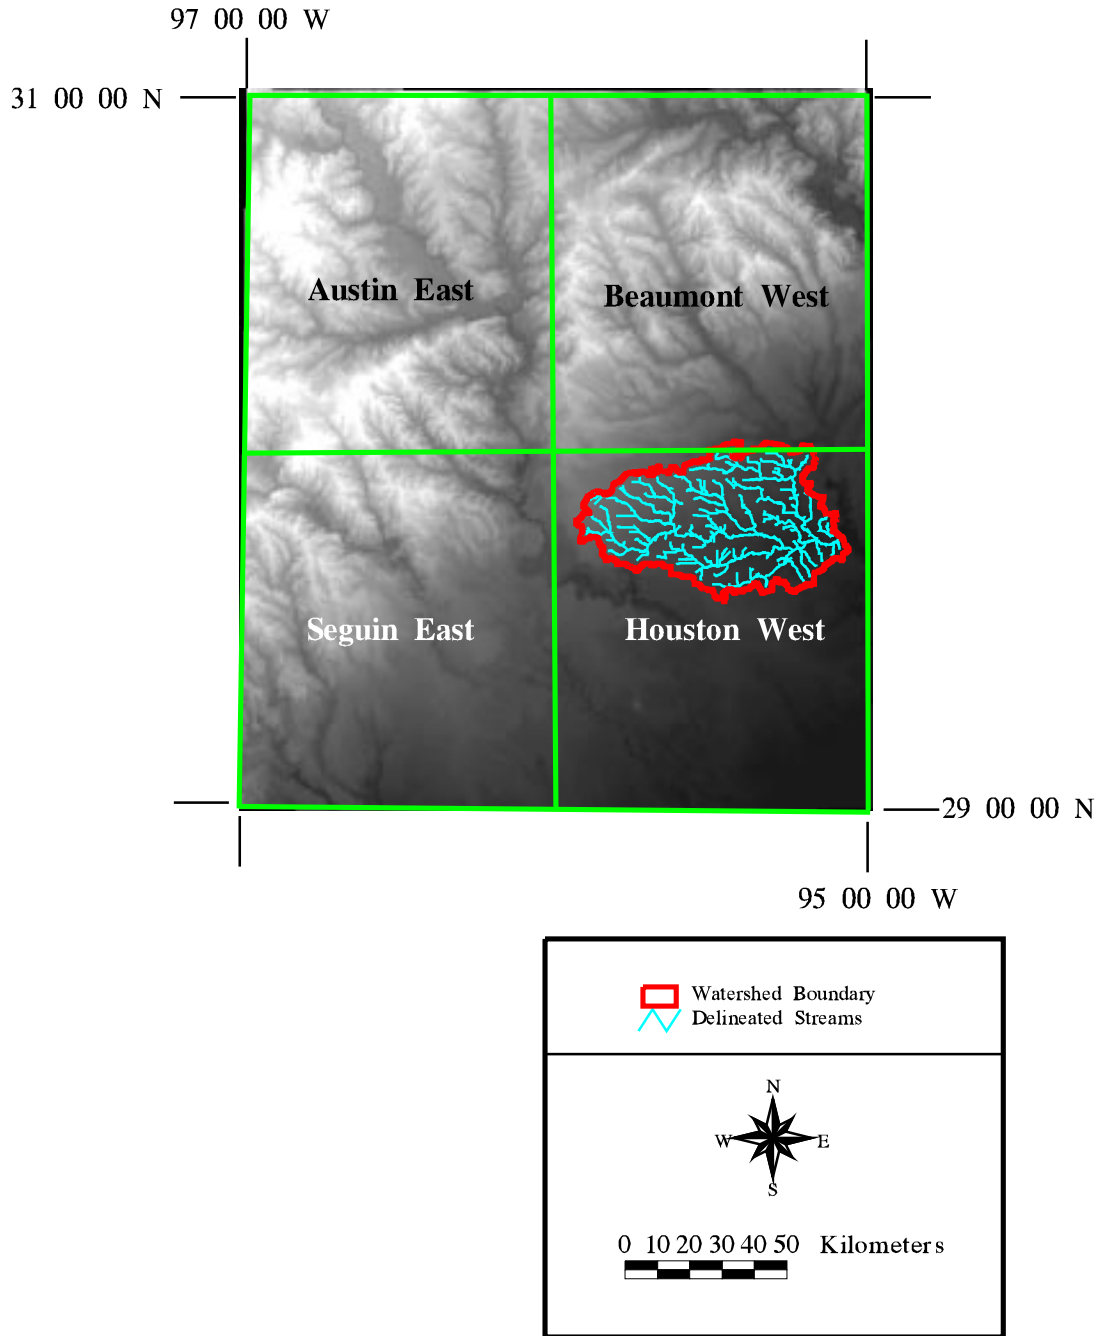 97 00 00 W
31 00 00 N
Austin East
Beaumont West
Seguin East
Houston West
29 00 00 N
95 00 00 W
Watershed Boundary
Delineated Streams
N
W
E
S
0 10 20 30 40 50 Kilometers